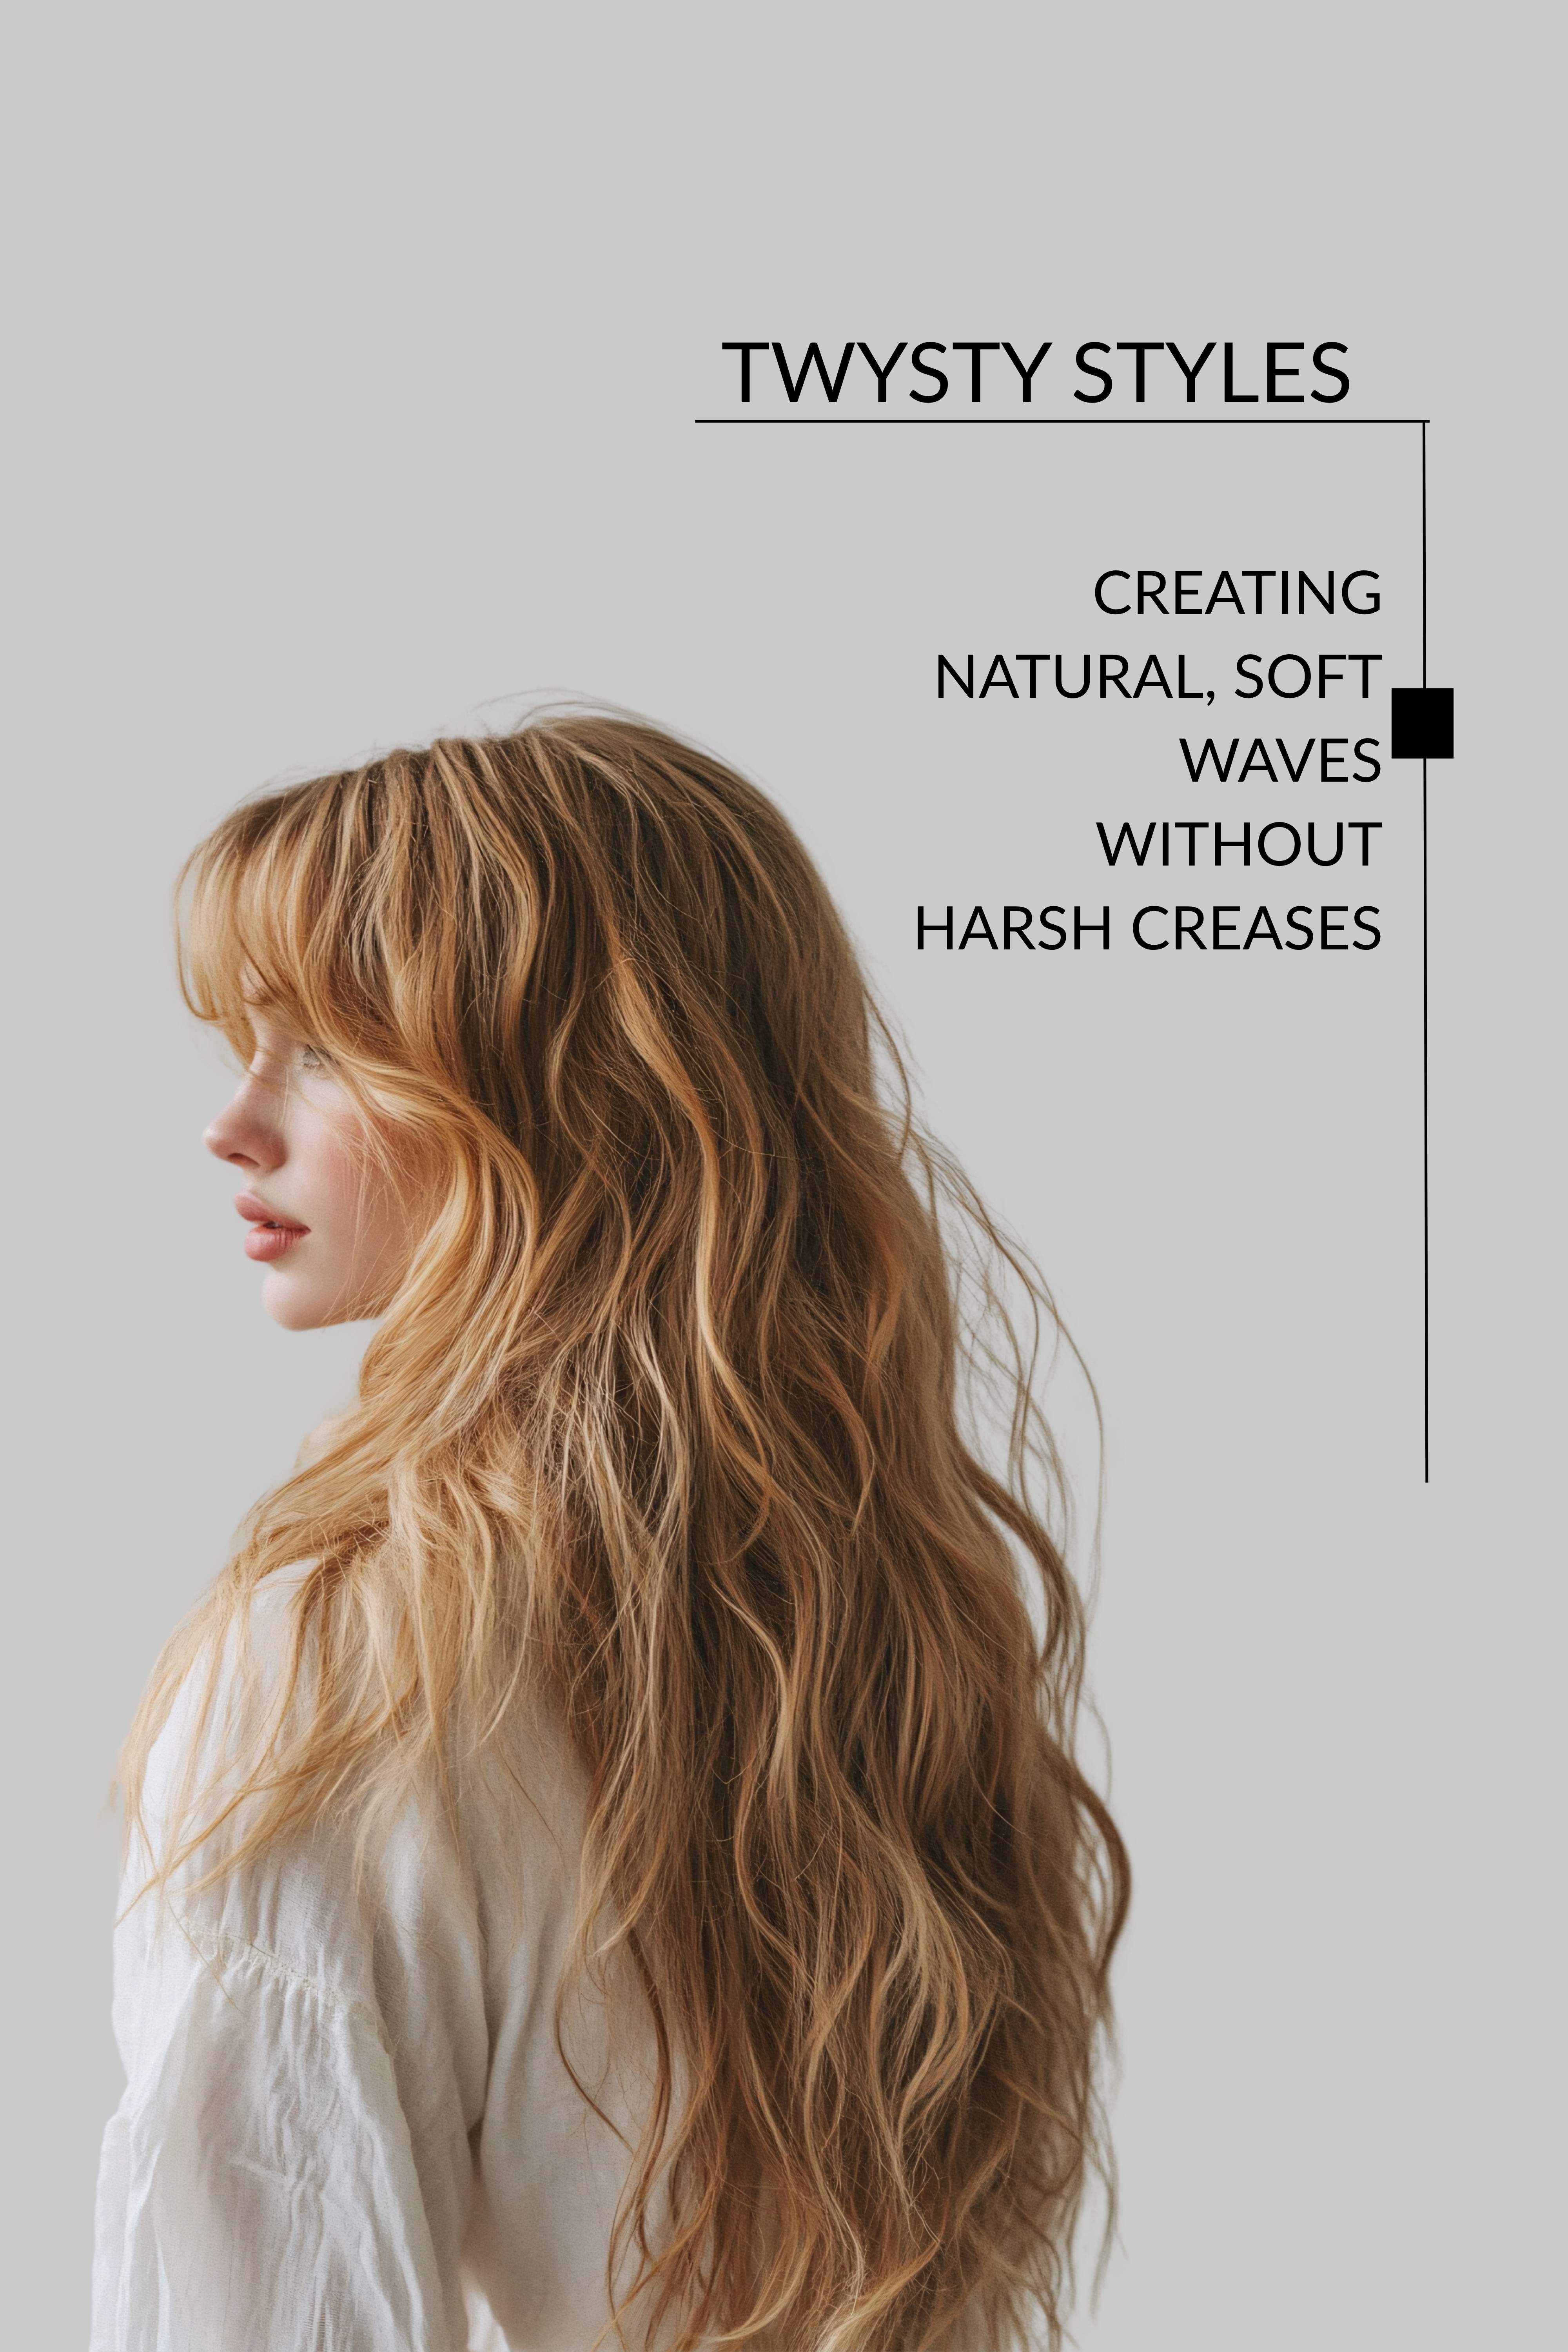 TWYSTY STYLES
CREATING
NATURAL, SOFT
WAVES
WITHOUT
HARSH CREASES